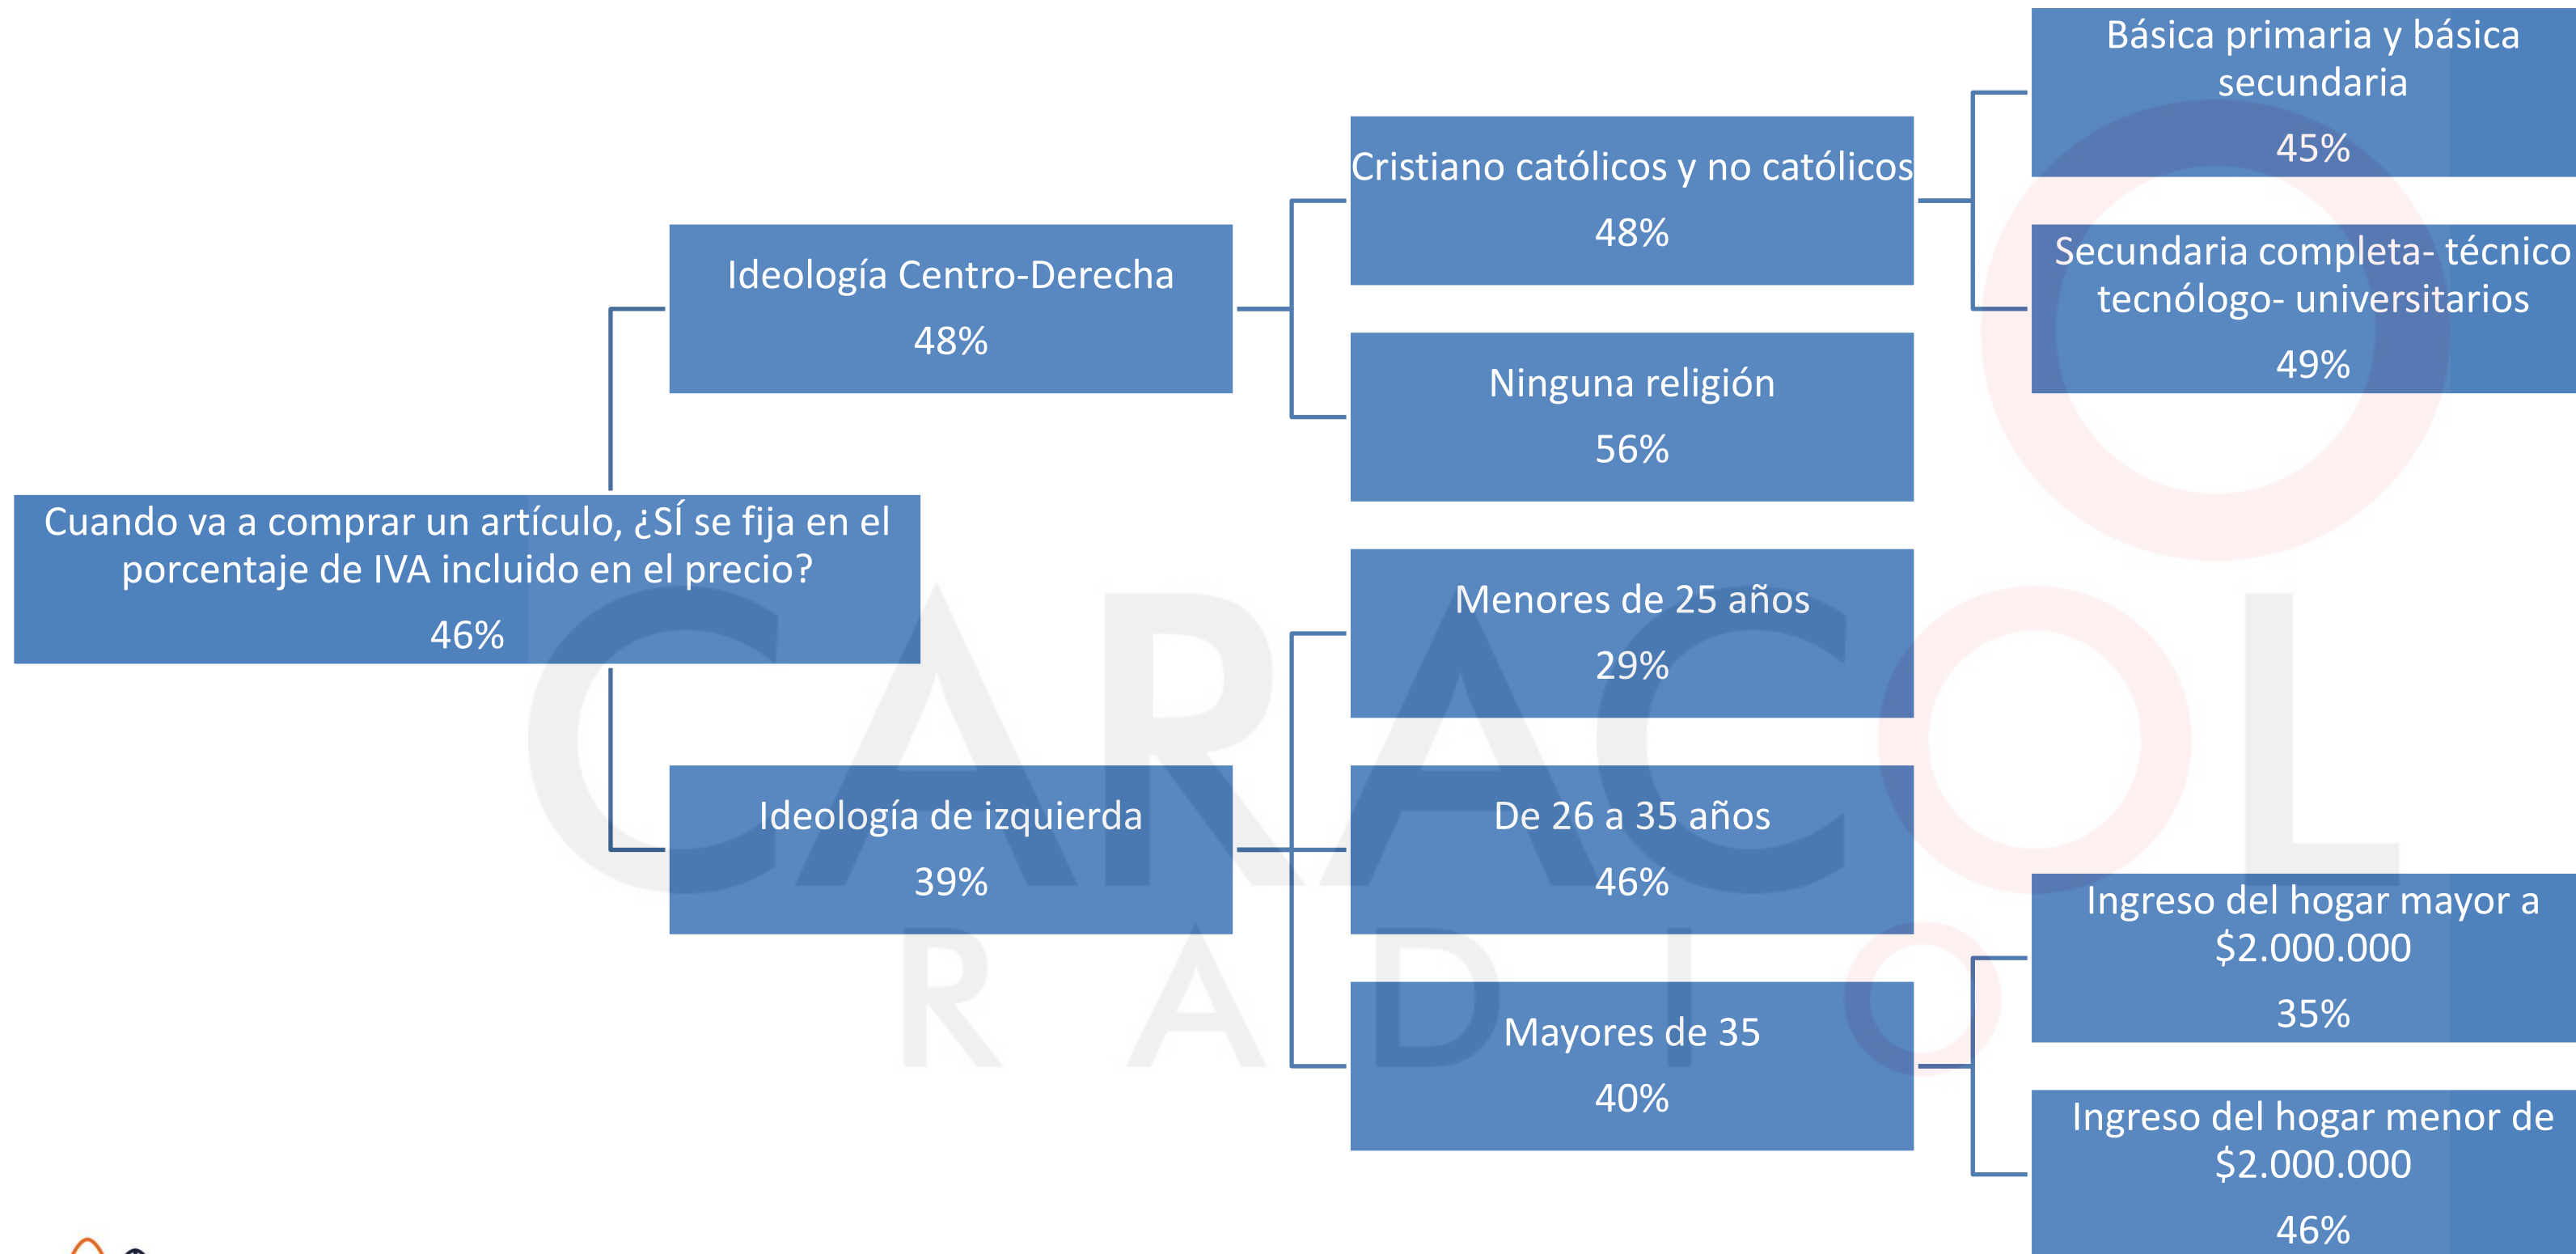 Cuando va a comprar un artículo, ¿SÍ se fija en el
porcentaje de IVA incluido en el precio?
46%
Ideología Centro-Derecha
48%
Cristiano católicos y no católicos
48%
Básica primaria y básica
secundaria
45%
Secundaria completa- técnico
tecnólogo- universitarios
49%
Ninguna religión
56%
Ideología de izquierda
39%
Menores de 25 años
29%
De 26 a 35 años
46%
Mayores de 35
40%
Ingreso del hogar mayor a
$2.000.000
35%
Ingreso del hogar menor de
$2.000.000
46%
CARACOL
RADIO